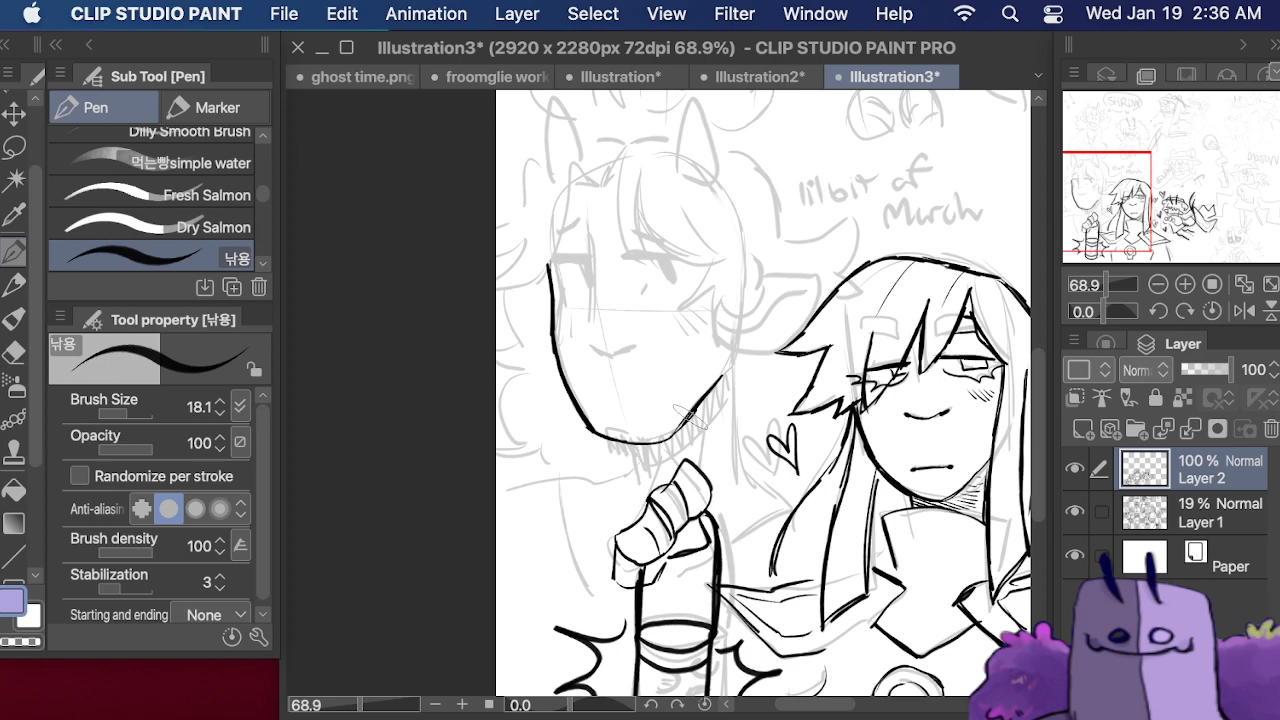 CLIP STUDIO PAINT File Edit Animation Layer Select View Filter Window Help Wed Jan 19 2:36 AM
Illustration3* (2920 x 2280px 72dpi 68.9%) - CLIP STUDIO PAINT PRO
Sub Tool [Pen]
ghost time.png
froomglie work
Illustration*
Illustration2*
Illustration3*
Pen
Marker
Dilly Smooth Brush
먹는빵simple water
Fresh Salmon
Dry Salmon
낚용
Tool property [낚용]
낚용
Brush Size 18.1
Opacity 100
Randomize per stroke
Anti-aliasin
Brush density 100
Stabilization 3
Starting and ending None
lil bit of
March
68.9
0.0
Layer
Norm 100
100 % Normal
Layer 2
19 % Normal
Layer 1
Paper
68.9 0.0